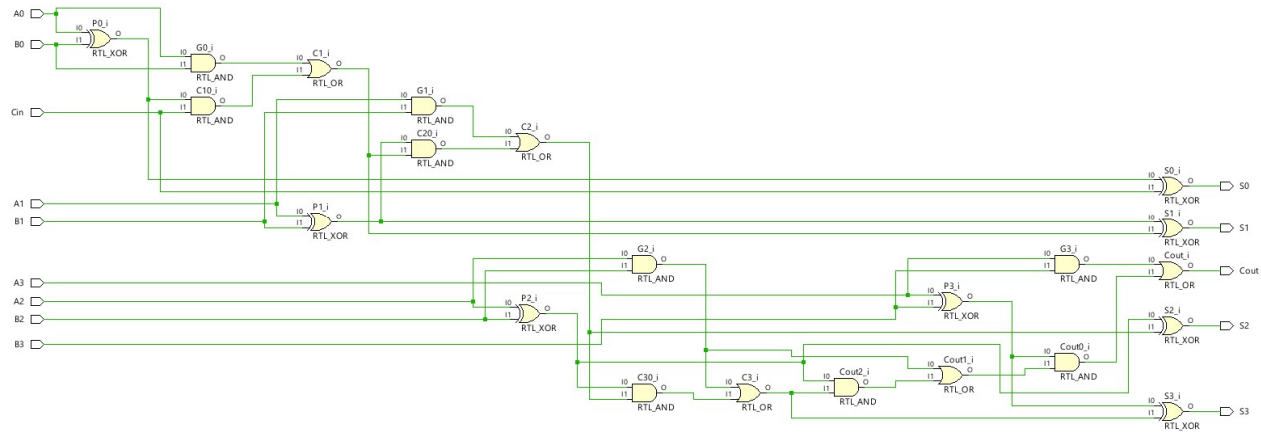 A0
P0_i
I0
I1
O
RTL_XOR
B0
G0_i
I0
I1
O
RTL_AND
C1_i
I0
I1
O
RTL_OR
C10_i
I0
I1
O
RTL_AND
Cin
G1_i
I0
I1
O
RTL_AND
C20_i
I0
I1
O
RTL_AND
C2_i
I0
I1
O
RTL_OR
S0_i
I0
I1
O
RTL_XOR
S0
A1
B1
P1_i
I0
I1
O
RTL_XOR
S1_i
I0
I1
O
RTL_XOR
S1
G2_i
I0
I1
O
RTL_AND
G3_i
I0
I1
O
RTL_AND
Cout_i
I0
I1
O
RTL_OR
Cout
A3
A2
B2
B3
P2_i
I0
I1
O
RTL_XOR
P3_i
I0
I1
O
RTL_XOR
S2_i
I0
I1
O
RTL_XOR
S2
Cout0_i
I0
I1
O
RTL_AND
Cout1_i
I0
I1
O
RTL_OR
C30_i
I0
I1
O
RTL_AND
C3_i
I0
I1
O
RTL_OR
Cout2_i
I0
I1
O
RTL_AND
S3_i
I0
I1
O
RTL_XOR
S3